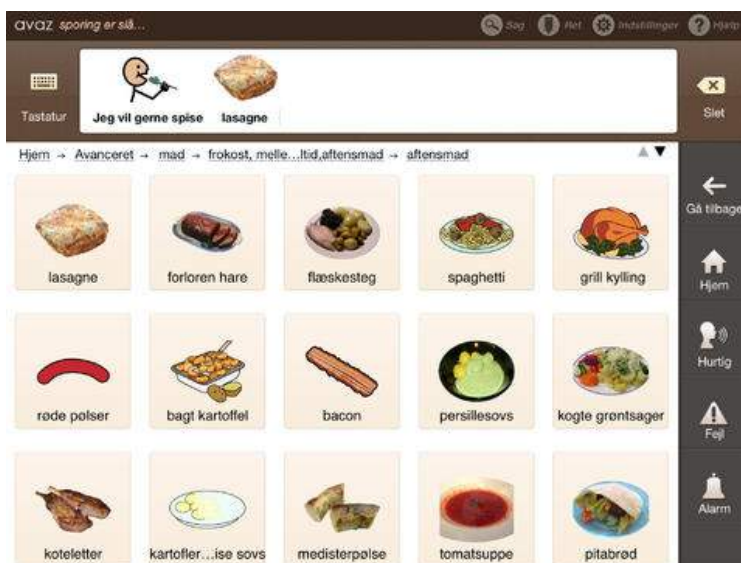 avaz sporing er slå...
Søg
Ret
Indstillinger
Hjælp
Tastatur
Jeg vil gerne spise
lasagne
Slet
Hjem → Avanceret → mad → frokost, melle...ltid,aftensmad → aftensmad
Gå tilbage
lasagne
forloren hare
flæskesteg
spaghetti
grill kylling
Hjem
røde pølser
bagt kartoffel
bacon
persillesovs
kogte grøntsager
Hurtig
Fejl
koteletter
kartofler...ise sovs
medisterpølse
tomatsuppe
pitabrød
Alarm